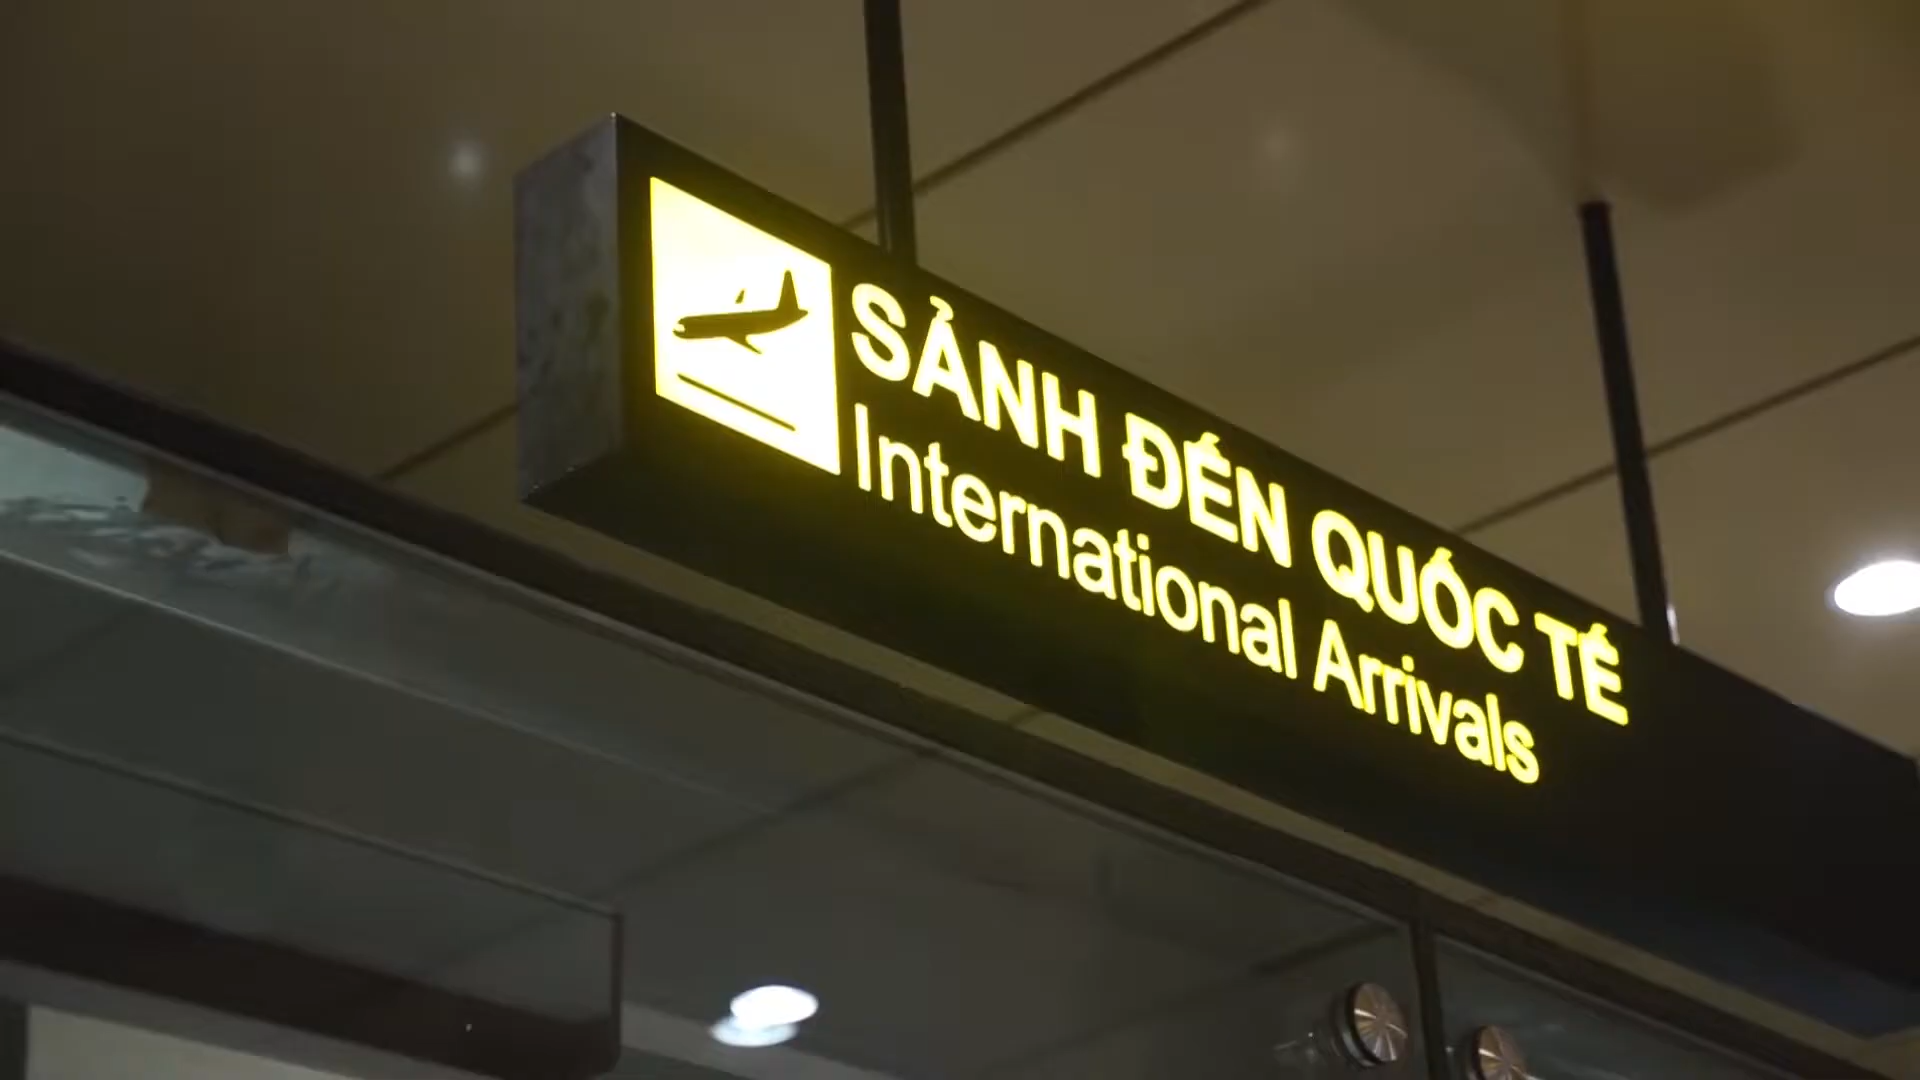 SẢNH ĐẾN QUỐC TẾ
International Arrivals